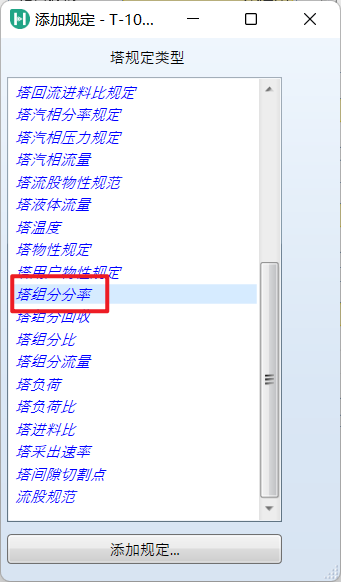 添加规定 - T-10...
塔规定类型
塔回流进料比规定
塔汽相分率规定
塔汽相压力规定
塔汽相流量
塔流股物性规范
塔液体流量
塔温度
塔物性规定
塔用户物性规定
塔组分分率
塔组分回收
塔组分比
塔组分流量
塔负荷
塔负荷比
塔进料比
塔采出速率
塔间隙切割点
流股规范
添加规定...